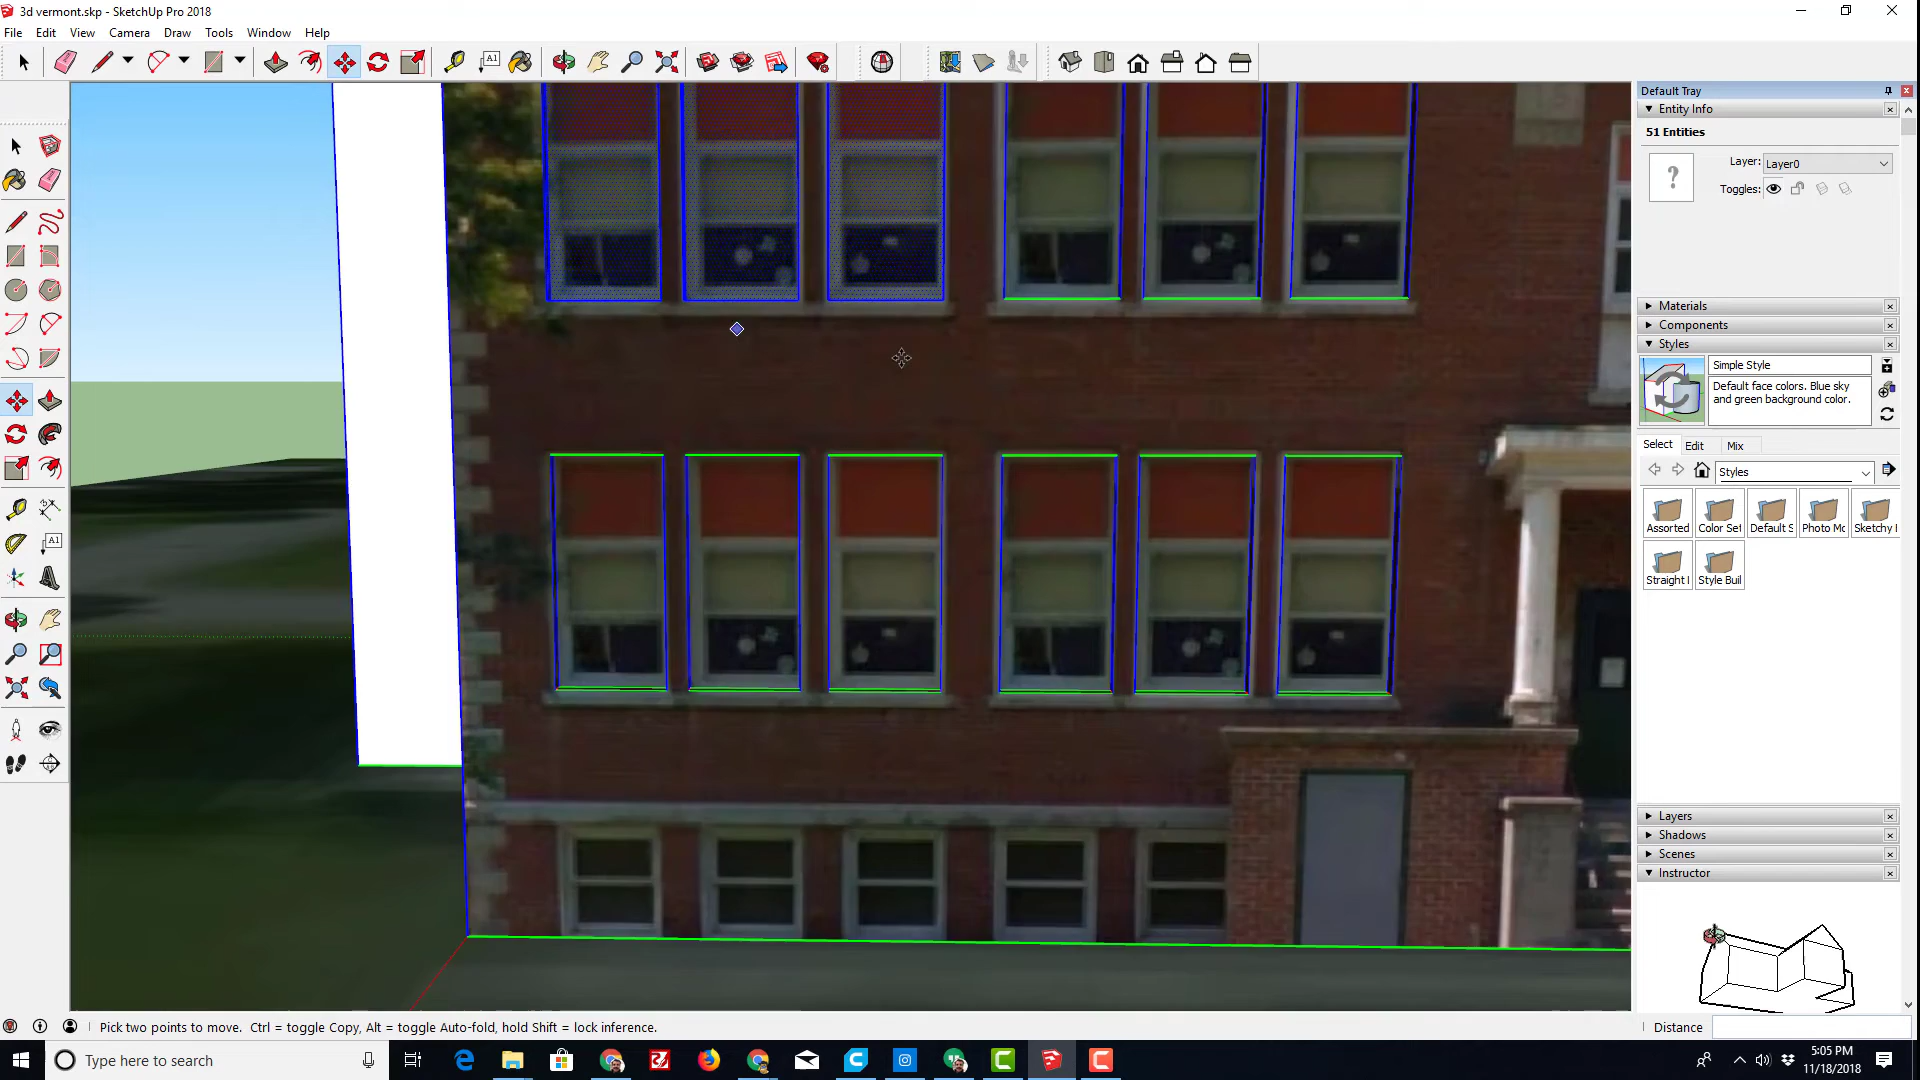 3d vermont.skp - SketchUp Pro 2018
File Edit View Camera Draw Tools Window Help
A1
Default Tray
Entity Info
51 Entities
?
Layer: Layer0
Toggles:
Materials
Components
Styles
Simple Style
Default face colors. Blue sky
and green background color.
Select Edit Mix
Styles
Assorted Color Set Default S Photo Mo Sketchy I
Straight l Style Buil
A1
Layers
Shadows
Scenes
Instructor
Pick two points to move. Ctrl = toggle Copy, Alt = toggle Auto-fold, hold Shift = lock inference.
Distance
Type here to search
5:05 PM
11/18/2018